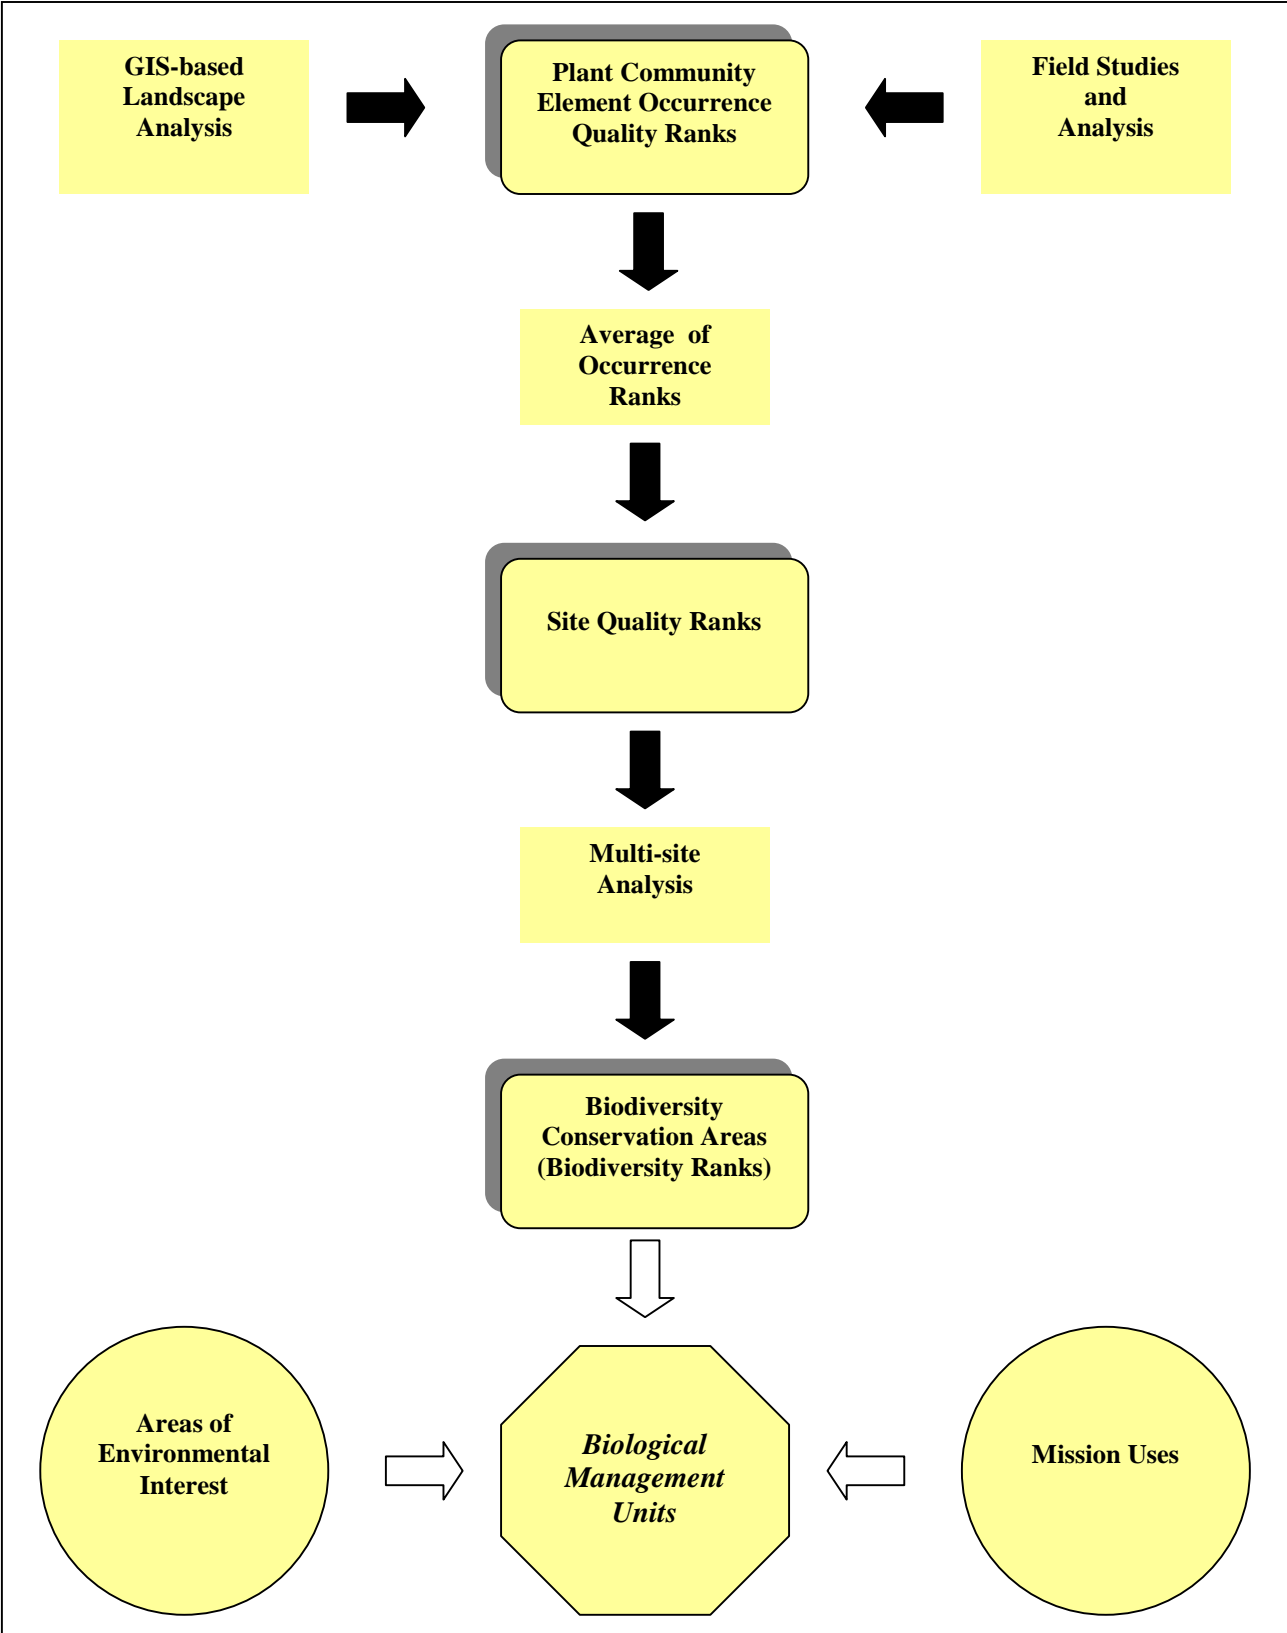 GIS-based
Landscape
Analysis
Plant Community
Element Occurrence
Quality Ranks
Field Studies
and
Analysis
Average of
Occurrence
Ranks
Site Quality Ranks
Multi-site
Analysis
Biodiversity
Conservation Areas
(Biodiversity Ranks)
Areas of
Environmental
Interest
Biological
Management
Units
Mission Uses